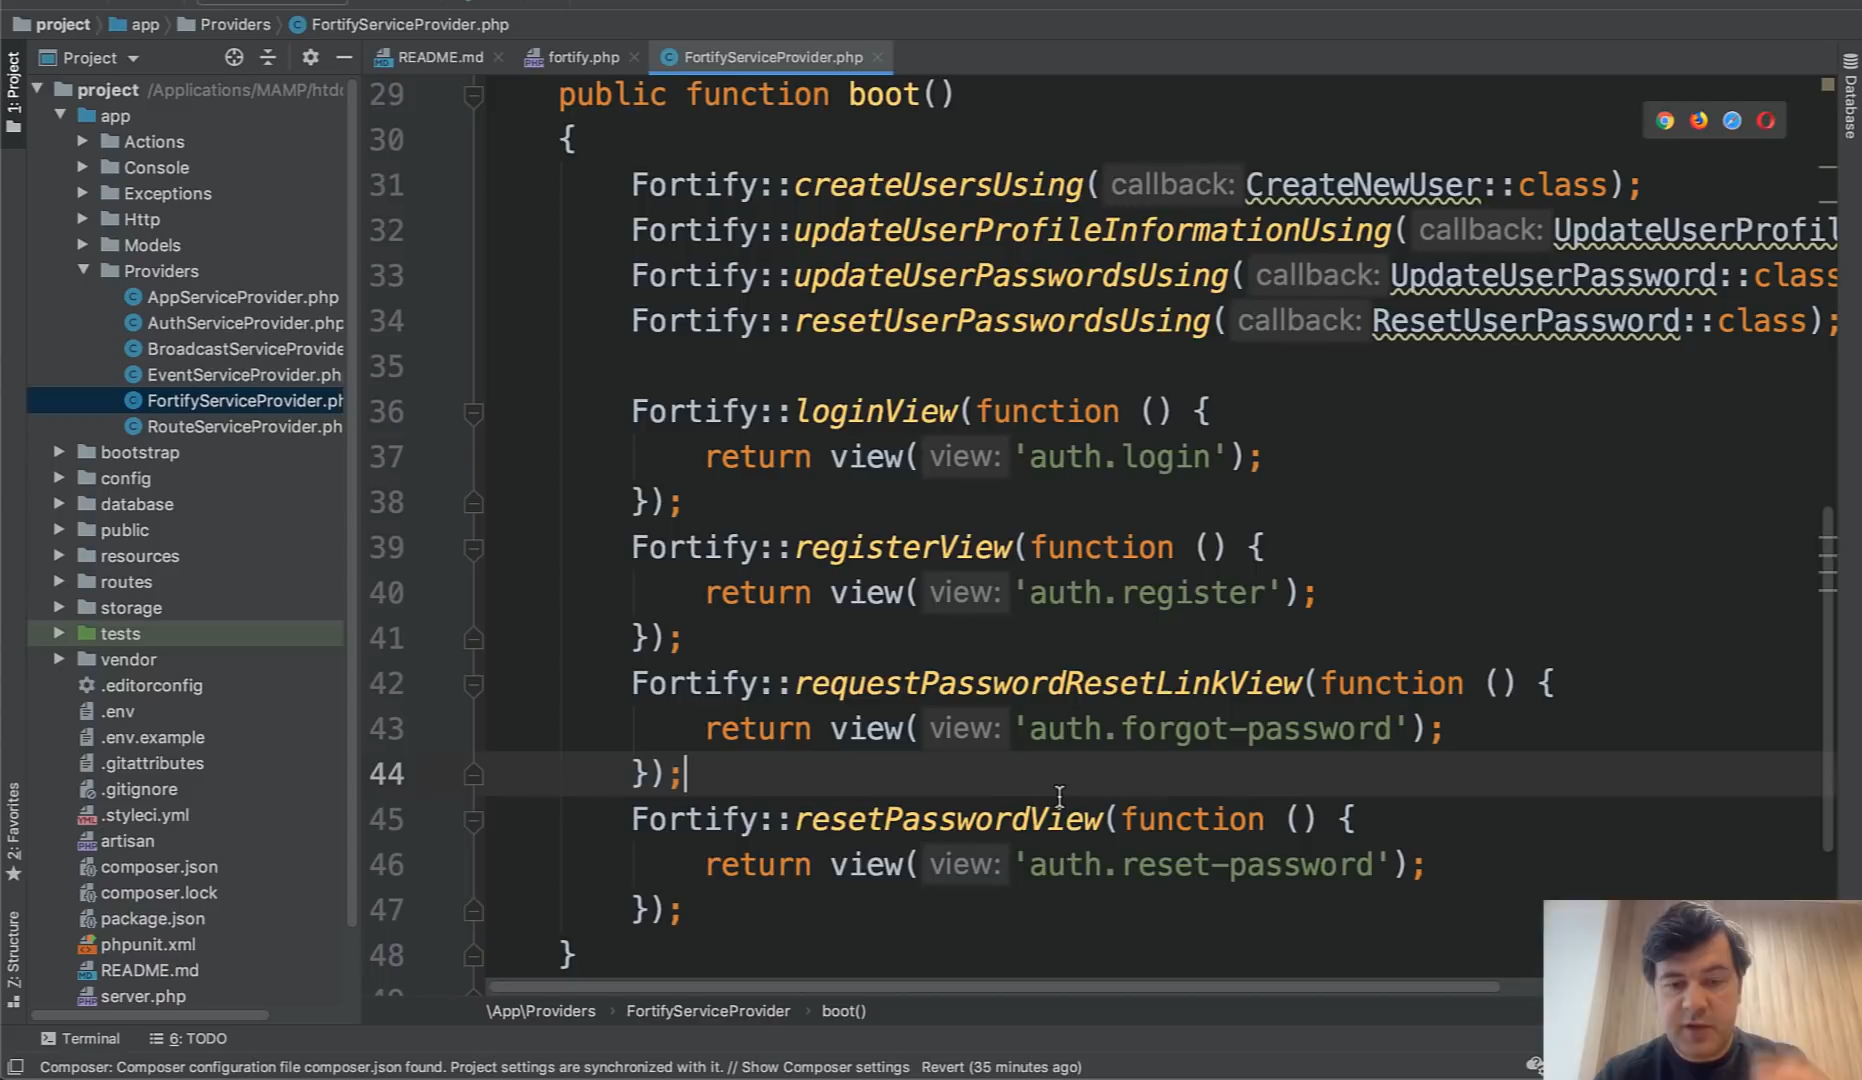 project app Providers FortifyServiceProvider.php
Project README.md fortify.php FortifyServiceProvider.php
1: Project
Database
2: Favorites
Z: Structure
project /Applications/MAMP/htdo
app
Actions
Console
Exceptions
Http
Models
Providers
AppServiceProvider.php
AuthServiceProvider.php
BroadcastServiceProvide
EventServiceProvider.ph
FortifyServiceProvider.ph
RouteServiceProvider.ph
bootstrap
config
database
public
resources
routes
storage
tests
vendor
.editorconfig
.env
.env.example
.gitattributes
.gitignore
.styleci.yml
artisan
composer.json
composer.lock
package.json
phpunit.xml
README.md
server.php
29 public function boot()
30 {
31 Fortify::createUsersUsing( callback: CreateNewUser::class);
32 Fortify::updateUserProfileInformationUsing( callback: UpdateUserProfil
33 Fortify::updateUserPasswordsUsing( callback: UpdateUserPassword::class
34 Fortify::resetUserPasswordsUsing( callback: ResetUserPassword::class);
35
36 Fortify::loginView(function () {
37 return view( view: 'auth.login');
38 });
39 Fortify::registerView(function () {
40 return view( view: 'auth.register');
41 });
42 Fortify::requestPasswordResetLinkView(function () {
43 return view( view: 'auth.forgot-password');
44 });
45 Fortify::resetPasswordView(function () {
46 return view( view: 'auth.reset-password');
47 });
48 }
\App\Providers FortifyServiceProvider boot()
Terminal 6: TODO
Composer: Composer configuration file composer.json found. Project settings are synchronized with it. // Show Composer settings Revert (35 minutes ago)